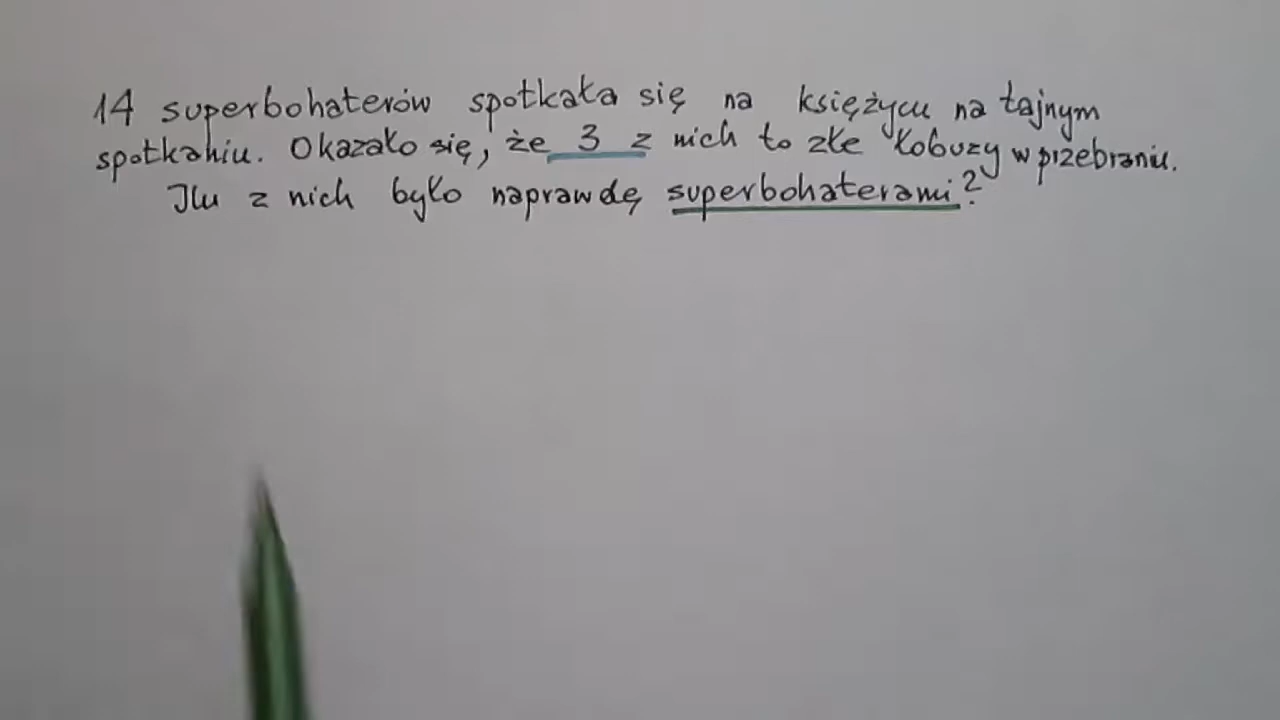 14 superbohaterów spotkała się na księżycu na tajnym
spotkaniu. Okazało się, że 3 z nich to złe łobuzy w przebraniu.
Ilu z nich było naprawdę superbohaterami?